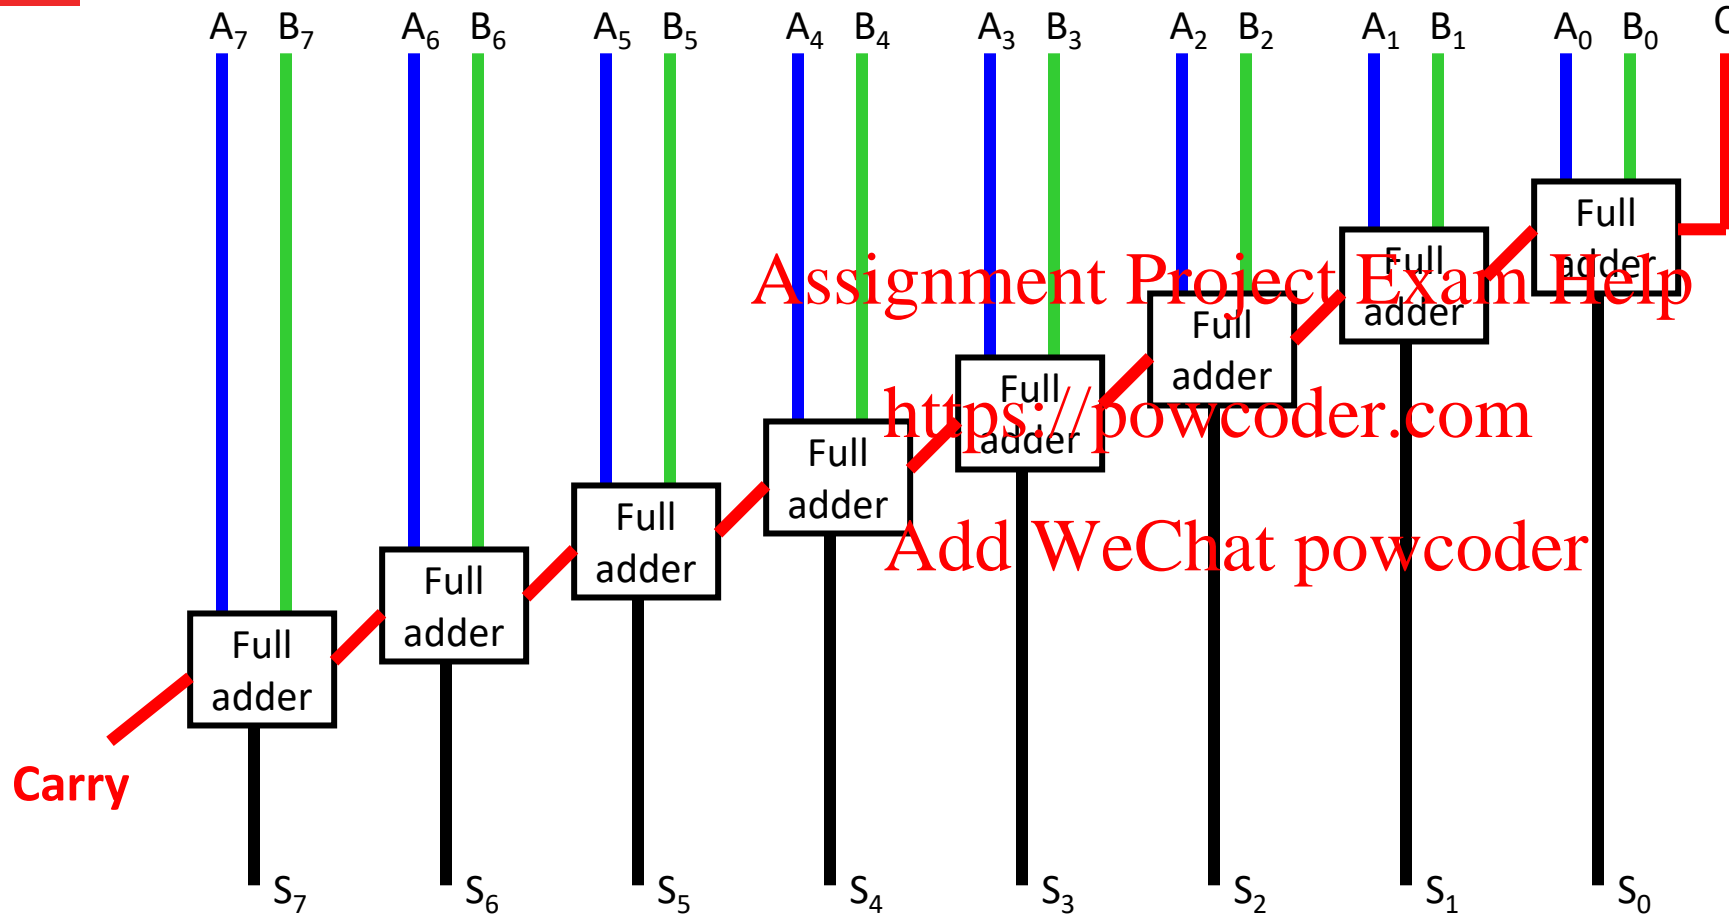 A7 B7 A6 B6 A5 B5 A4 B4 A3 B3 A2 B2 A1 B1 A0 B0 C
Full
adder
Full
adder
Full
adder
Full
adder
Full
adder
Full
adder
Full
adder
Full
adder
Assignment Project Exam Help
https://powcoder.com
Add WeChat powcoder
Carry
S7 S6 S5 S4 S3 S2 S1 S0